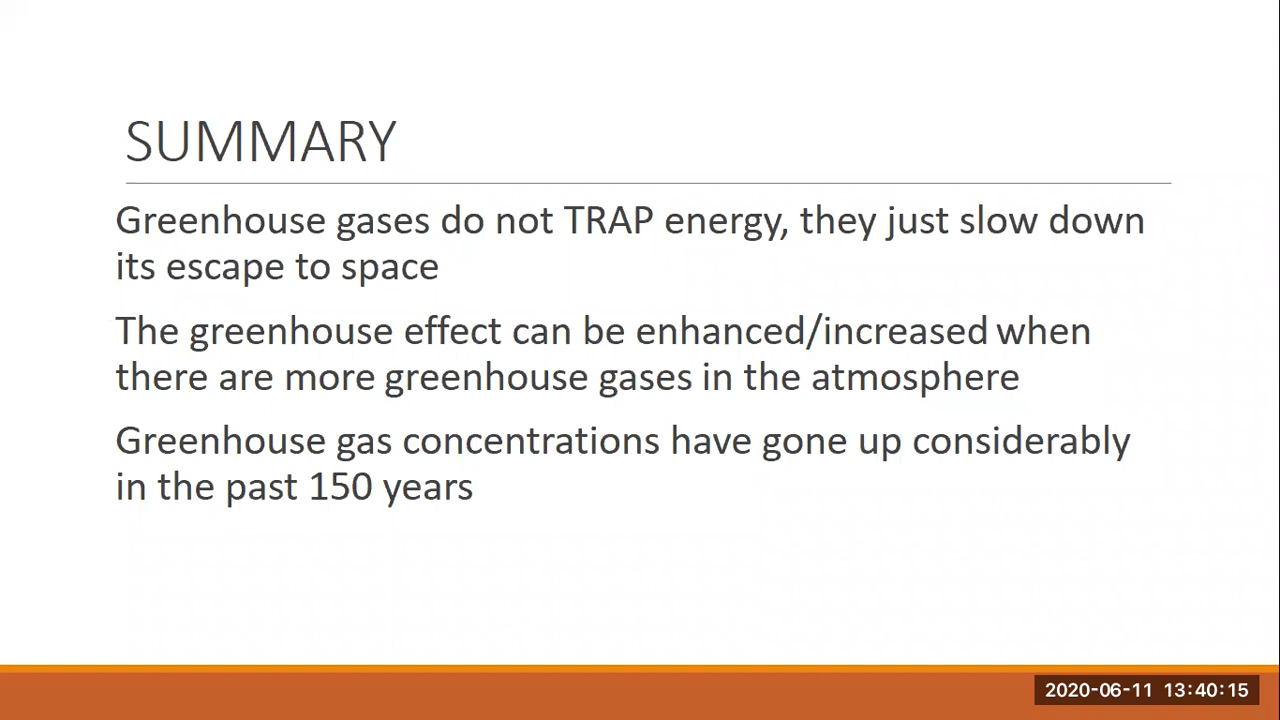 SUMMARY
Greenhouse gases do not TRAP energy, they just slow down
its escape to space
The greenhouse effect can be enhanced/increased when
there are more greenhouse gases in the atmosphere
Greenhouse gas concentrations have gone up considerably
in the past 150 years
2020-06-11 13:40:15